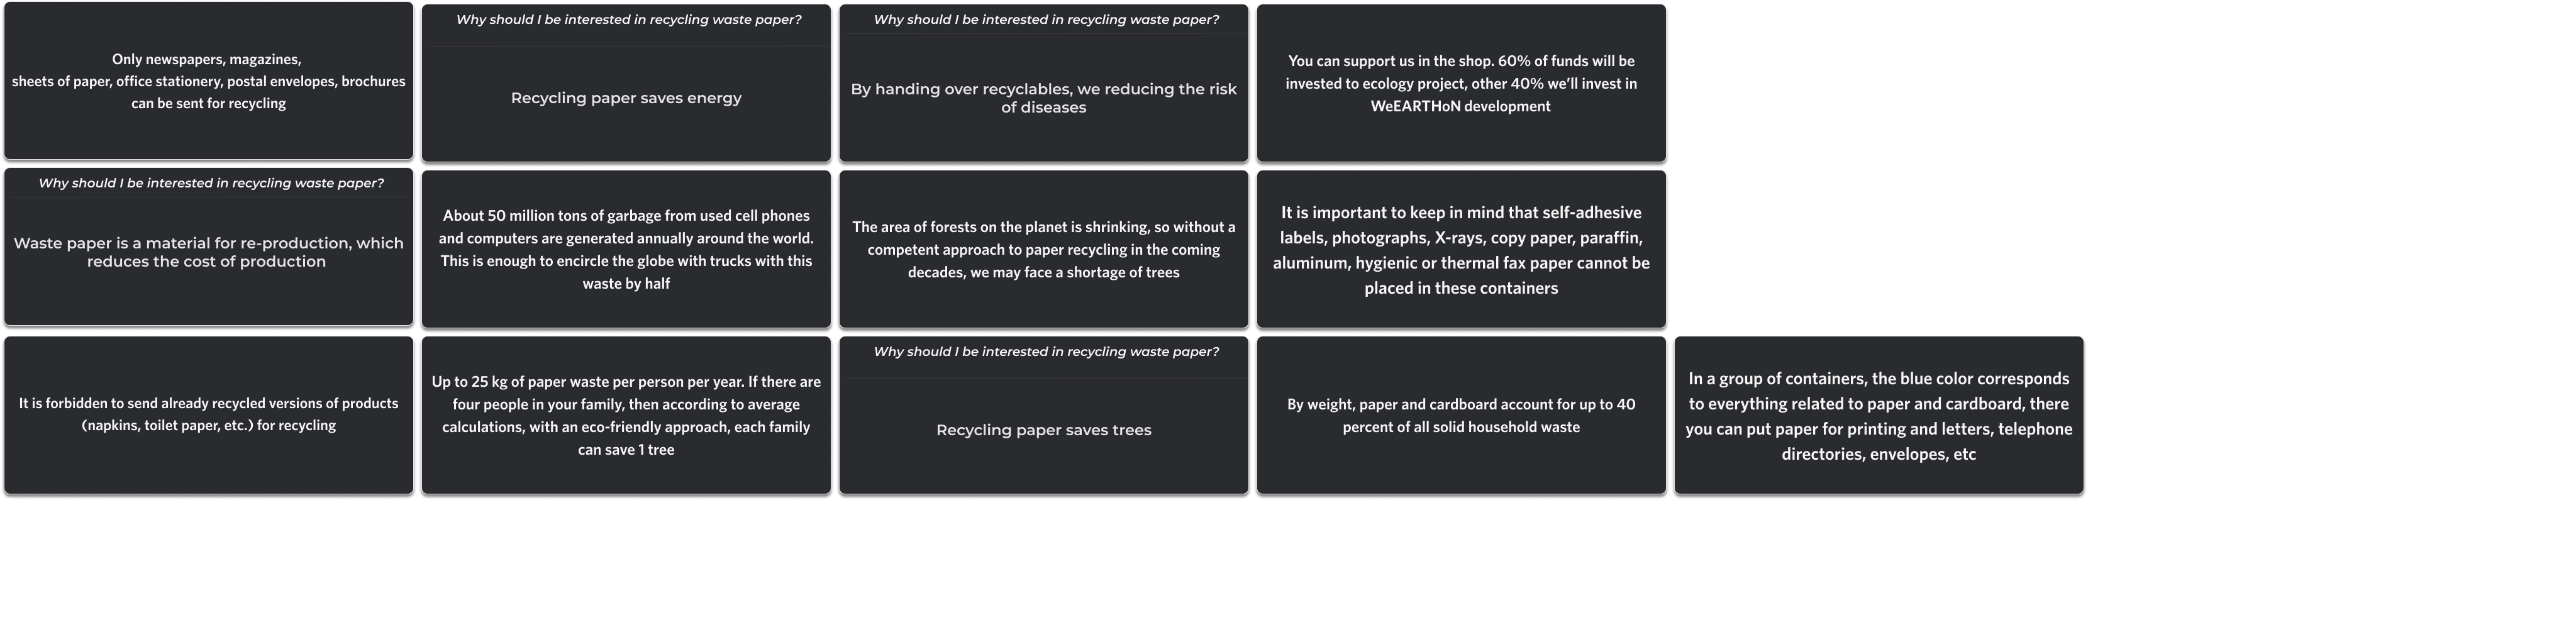 Only newspapers, magazines,
sheets of paper, office stationery, postal envelopes, brochures
can be sent for recycling
Why should I be interested in recycling waste paper?
Recycling paper saves energy
Why should I be interested in recycling waste paper?
By handing over recyclables, we reducing the risk
of diseases
You can support us in the shop. 60% of funds will be
invested to ecology project, other 40% we’ll invest in
WeEARTHoN development
Why should I be interested in recycling waste paper?
Waste paper is a material for re-production, which
reduces the cost of production
About 50 million tons of garbage from used cell phones
and computers are generated annually around the world.
This is enough to encircle the globe with trucks with this
waste by half
The area of forests on the planet is shrinking, so without a
competent approach to paper recycling in the coming
decades, we may face a shortage of trees
It is important to keep in mind that self-adhesive
labels, photographs, X-rays, copy paper, paraffin,
aluminum, hygienic or thermal fax paper cannot be
placed in these containers
It is forbidden to send already recycled versions of products
(napkins, toilet paper, etc.) for recycling
Up to 25 kg of paper waste per person per year. If there are
four people in your family, then according to average
calculations, with an eco-friendly approach, each family
can save 1 tree
Why should I be interested in recycling waste paper?
Recycling paper saves trees
By weight, paper and cardboard account for up to 40
percent of all solid household waste
In a group of containers, the blue color corresponds
to everything related to paper and cardboard, there
you can put paper for printing and letters, telephone
directories, envelopes, etc